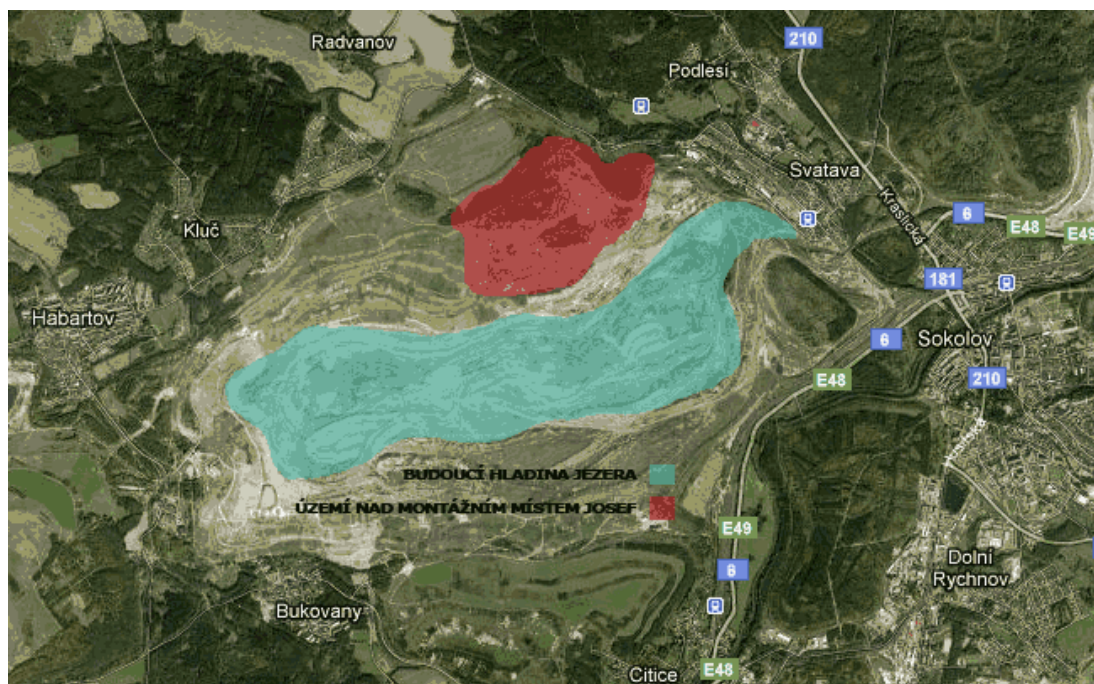 Radvanov
210
Podlesí
Svatava
Kraslická
6
E48
E49
Kluč
181
Habartov
6
Sokolov
E48
210
BUDOUCÍ HLADINA JEZERA
ÚZEMÍ NAD MONTÁŽNÍM MÍSTEM JOSEF
E49
6
Dolní
Rychnov
Bukovany
Citice
E48